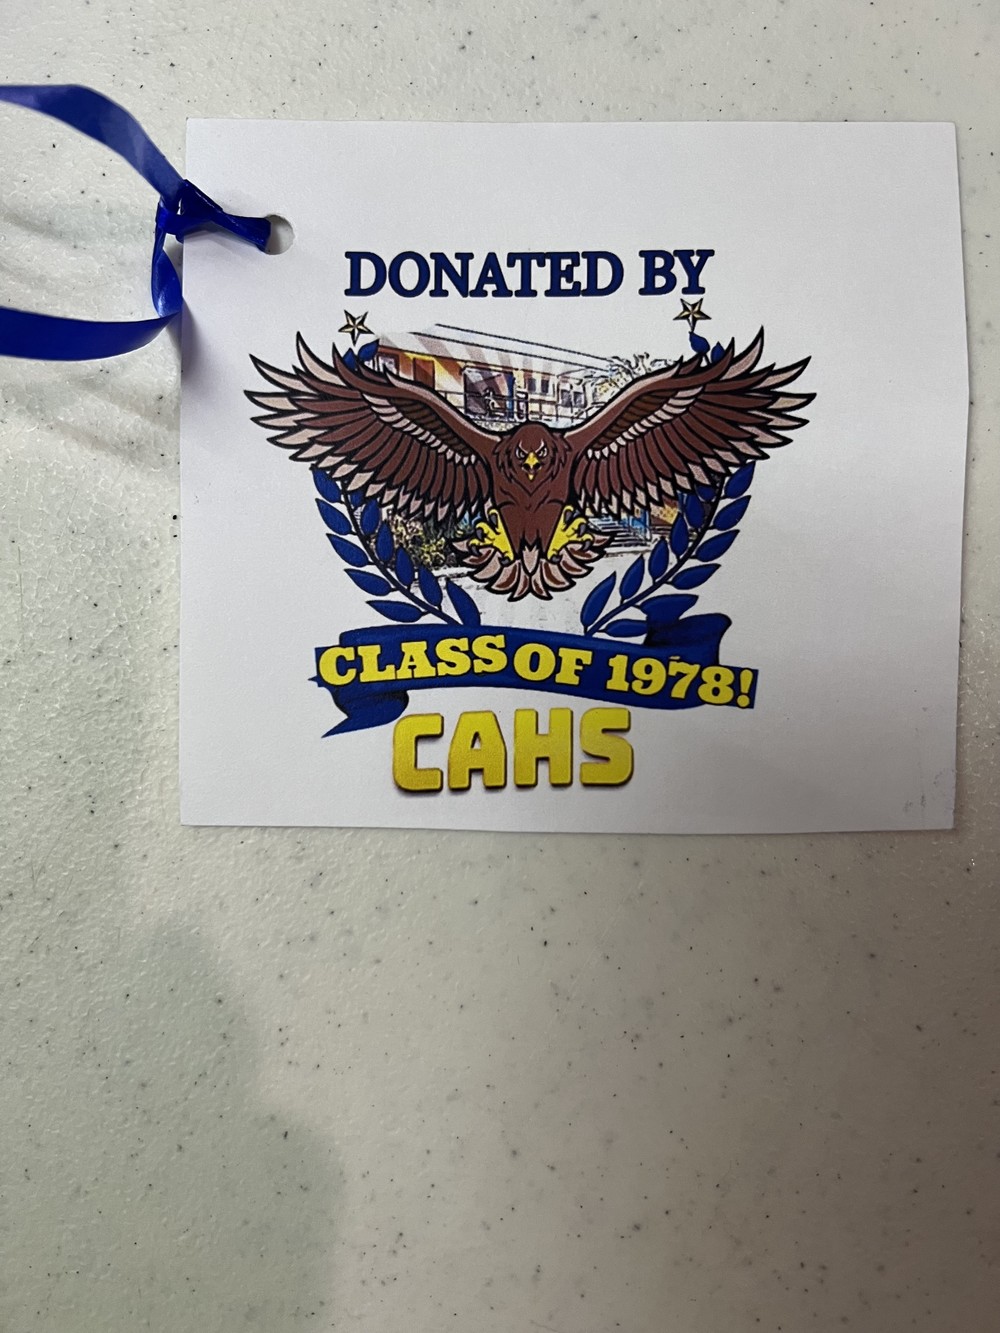 DONATED BY
CLASS OF 1978!
CAHS